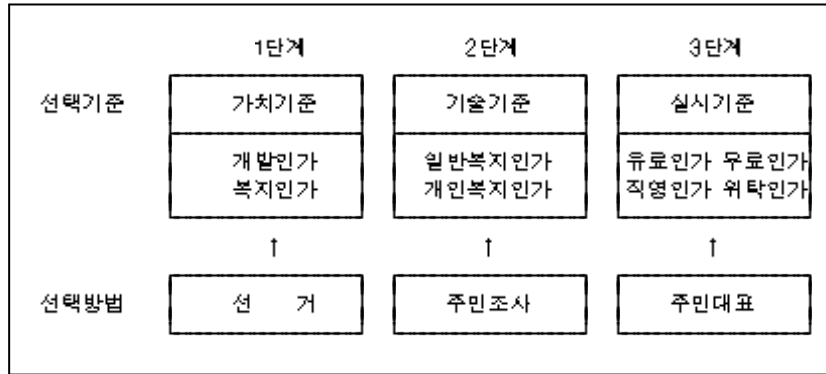 1단계 2단계 3단계
선택기준 가치기준 기술기준 실시기준
개발인가 일반복지인가 유료인가 무료인가
복지인가 개인복지인가 직영인가 위탁인가
↑ ↑ ↑
선택방법 선 거 주민조사 주민대표